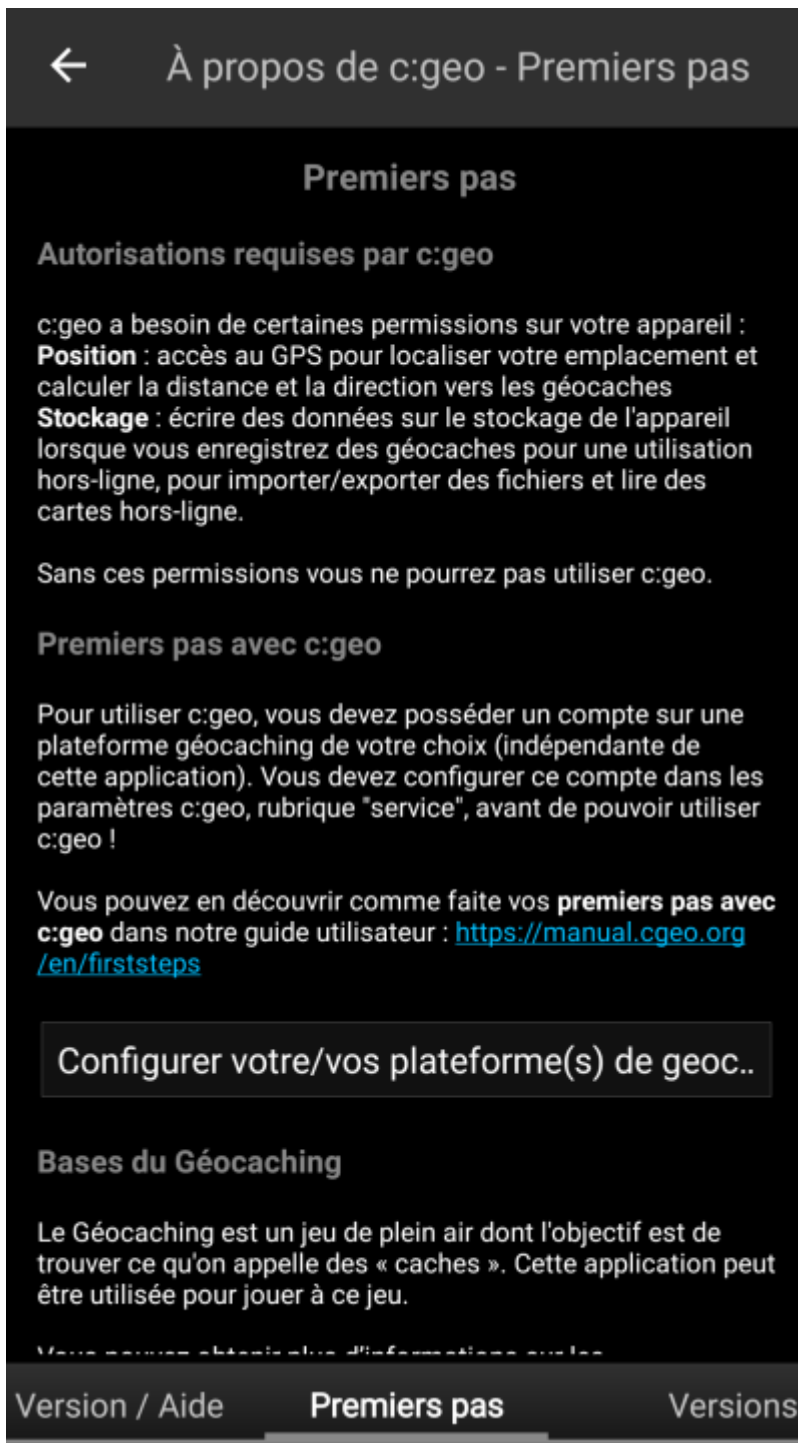 À propos de c:geo - Premiers pas
Premiers pas
Autorisations requises par c:geo
c:geo a besoin de certaines permissions sur votre appareil :
Position : accès au GPS pour localiser votre emplacement et
calculer la distance et la direction vers les géocaches
Stockage : écrire des données sur le stockage de l'appareil
lorsque vous enregistrez des géocaches pour une utilisation
hors-ligne, pour importer/exporter des fichiers et lire des
cartes hors-ligne.
Sans ces permissions vous ne pourrez pas utiliser c:geo.
Premiers pas avec c:geo
Pour utiliser c:geo, vous devez posséder un compte sur une
plateforme géocaching de votre choix (indépendante de
cette application). Vous devez configurer ce compte dans les
paramètres c:geo, rubrique "service", avant de pouvoir utiliser
c:geo !
Vous pouvez en découvrir comme faite vos premiers pas avec
c:geo dans notre guide utilisateur : https://manual.cgeo.org
/en/firststeps
Configurer votre/vos plateforme(s) de geoc..
Bases du Géocaching
Le Géocaching est un jeu de plein air dont l'objectif est de
trouver ce qu'on appelle des « caches ». Cette application peut
être utilisée pour jouer à ce jeu.
Vous pouvez obtenir plus d'informations sur les
Version / Aide
Premiers pas
Versions